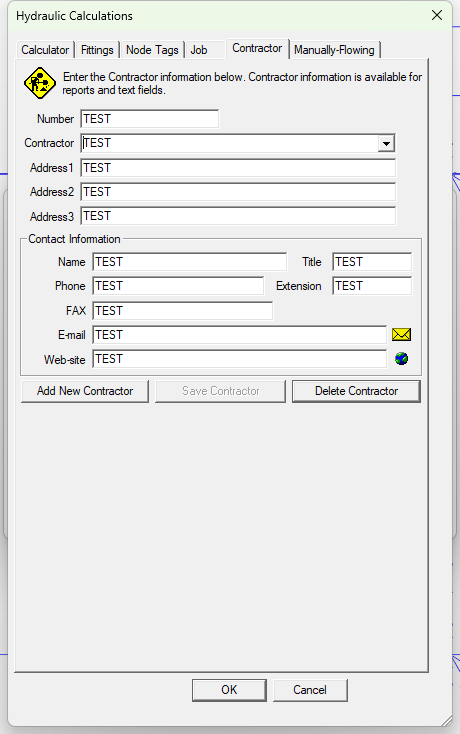 Hydraulic Calculations
Calculator Fittings Node Tags Job Contractor Manually-Flowing
Enter the Contractor information below. Contractor information is available for
reports and text fields.
Number TEST
Contractor TEST
Address1 TEST
Address2 TEST
Address3 TEST
Contact Information
Name TEST Title TEST
Phone TEST Extension TEST
FAX TEST
E-mail TEST
Web-site TEST
Add New Contractor Save Contractor Delete Contractor
OK Cancel